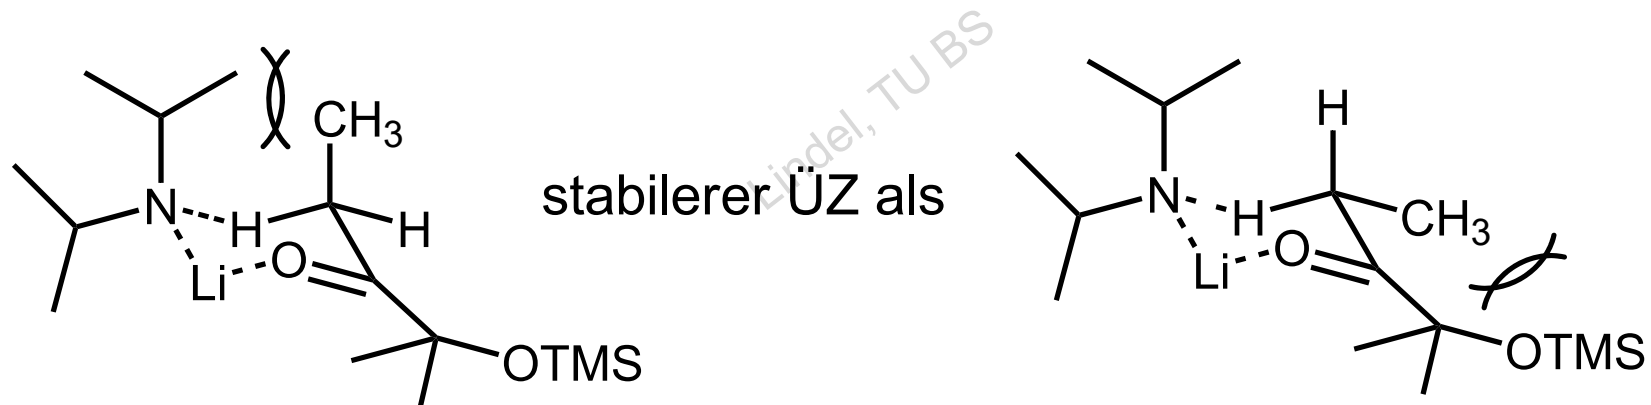 Lindel, TU BS
CH3
H
N
H
H
stabilerer ÜZ als
N
H
CH3
O
Li
O
Li
OTMS
OTMS